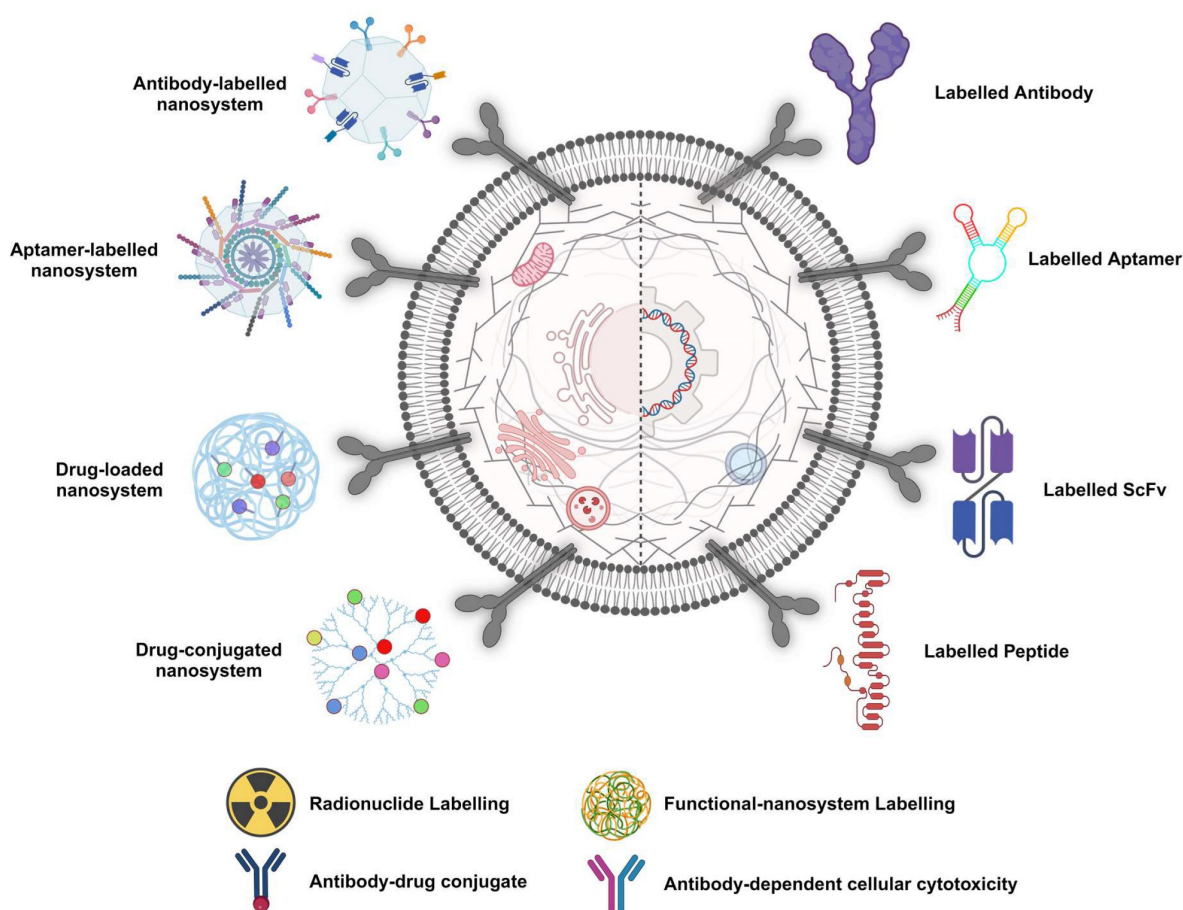 Antibody-labelled
nanosystem
Labelled Antibody
Aptamer-labelled
nanosystem
Labelled Aptamer
Drug-loaded
nanosystem
Labelled ScFv
Drug-conjugated
nanosystem
Labelled Peptide
Radionuclide Labelling
Functional-nanosystem Labelling
Antibody-drug conjugate
Antibody-dependent cellular cytotoxicity